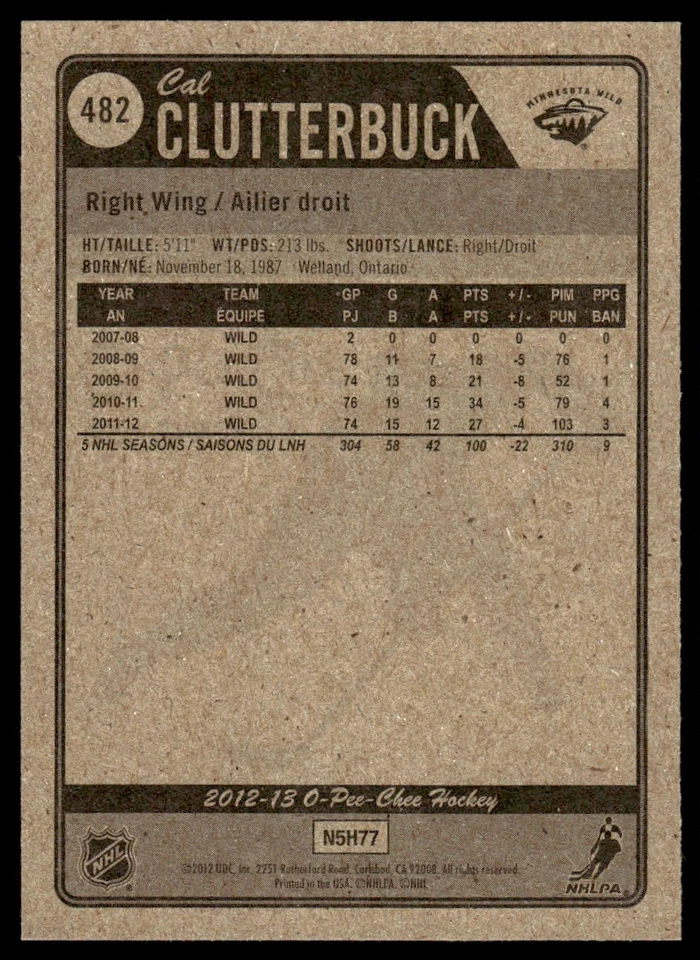 482
Cal
CLUTTERBUCK
MINNESOTA WILD
Right Wing / Ailier droit
HT/TAILLE: 5'11" WT/PDS: 213 lbs. SHOOTS/LANCE: Right/Droit
BORN/NÉ: November 18, 1987 Welland, Ontario
YEAR TEAM GP G A PTS +/- PIM PPG
AN ÉQUIPE PJ B A PTS +/- PUN BAN
2007-08 WILD 2 0 0 0 0 0 0
2008-09 WILD 78 11 7 18 -5 76 1
2009-10 WILD 74 13 8 21 -8 52 1
2010-11 WILD 76 19 15 34 -5 79 4
2011-12 WILD 74 15 12 27 -4 103 3
5 NHL SEASONS / SAISONS DU LNH 304 58 42 100 -22 310 9
2012-13 O-Pee-Chee Hockey
N5H77
NHL
©2012 UDC, Inc. 2251 Rutherford Road, Carlsbad, CA 92008. All rights reserved.
Printed in the USA. ©NHLPA. ©NHL
NHLPA